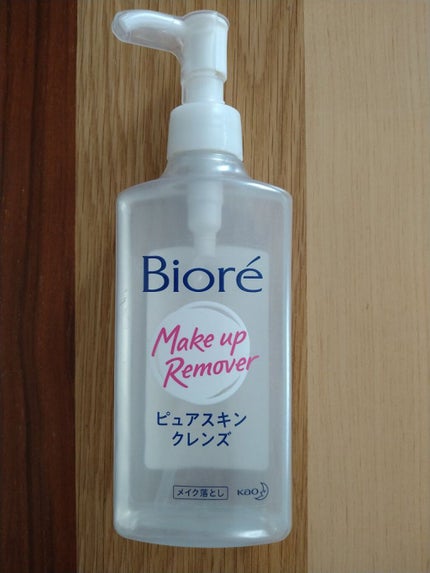 Bioré
Make up
Remover
ピュアスキン
クレンズ
メイク落とし Kao